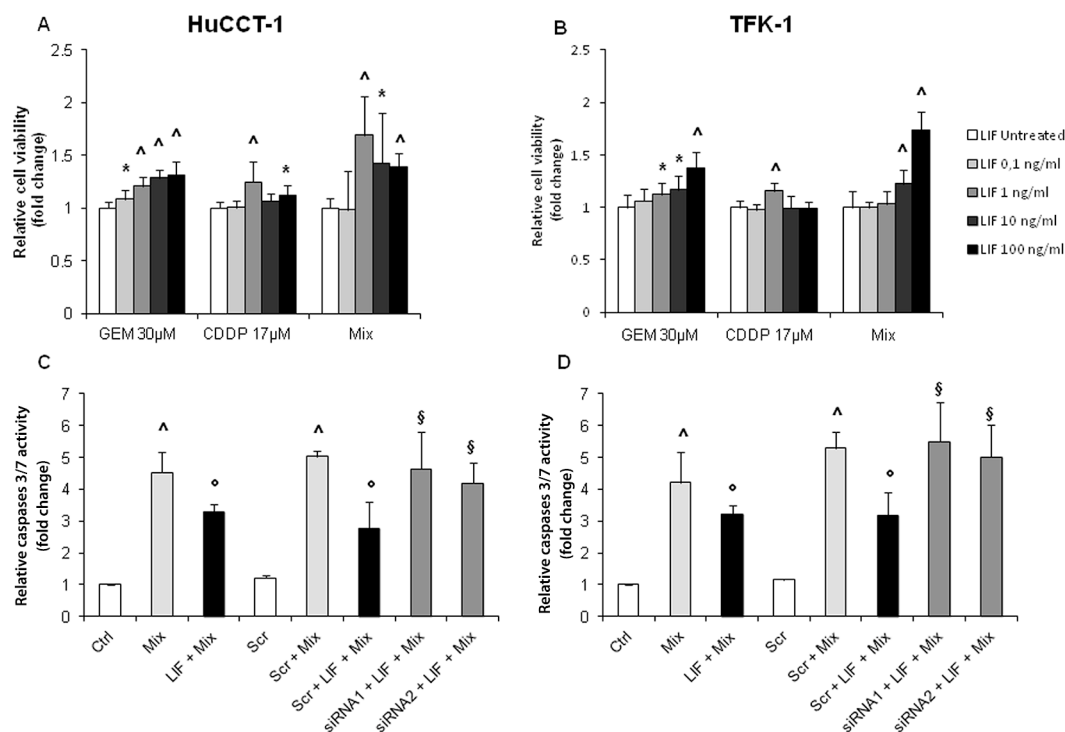 A
HuCCT-1
Relative cell viability
(fold change)
2.5
2
1.5
1
0.5
0
*
^
^
^
^
*
^
*
^
GEM 30µM
CDDP 17µM
Mix
B
TFK-1
Relative cell viability
(fold change)
2.5
2
1.5
1
0.5
0
*
*
^
^
^
^
GEM 30µM
CDDP 17µM
Mix
LIF Untreated
LIF 0,1 ng/ml
LIF 1 ng/ml
LIF 10 ng/ml
LIF 100 ng/ml
C
Relative caspases 3/7 activity
(fold change)
7
6
5
4
3
2
1
0
^
°
^
°
§
§
Ctrl
Mix
LIF + Mix
Scr
Scr + Mix
Scr + LIF + Mix
siRNA1 + LIF + Mix
siRNA2 + LIF + Mix
D
Relative caspases 3/7 activity
(fold change)
7
6
5
4
3
2
1
0
^
°
^
°
§
§
Ctrl
Mix
LIF + Mix
Scr
Scr + Mix
Scr + LIF + Mix
siRNA1 + LIF + Mix
siRNA2 + LIF + Mix